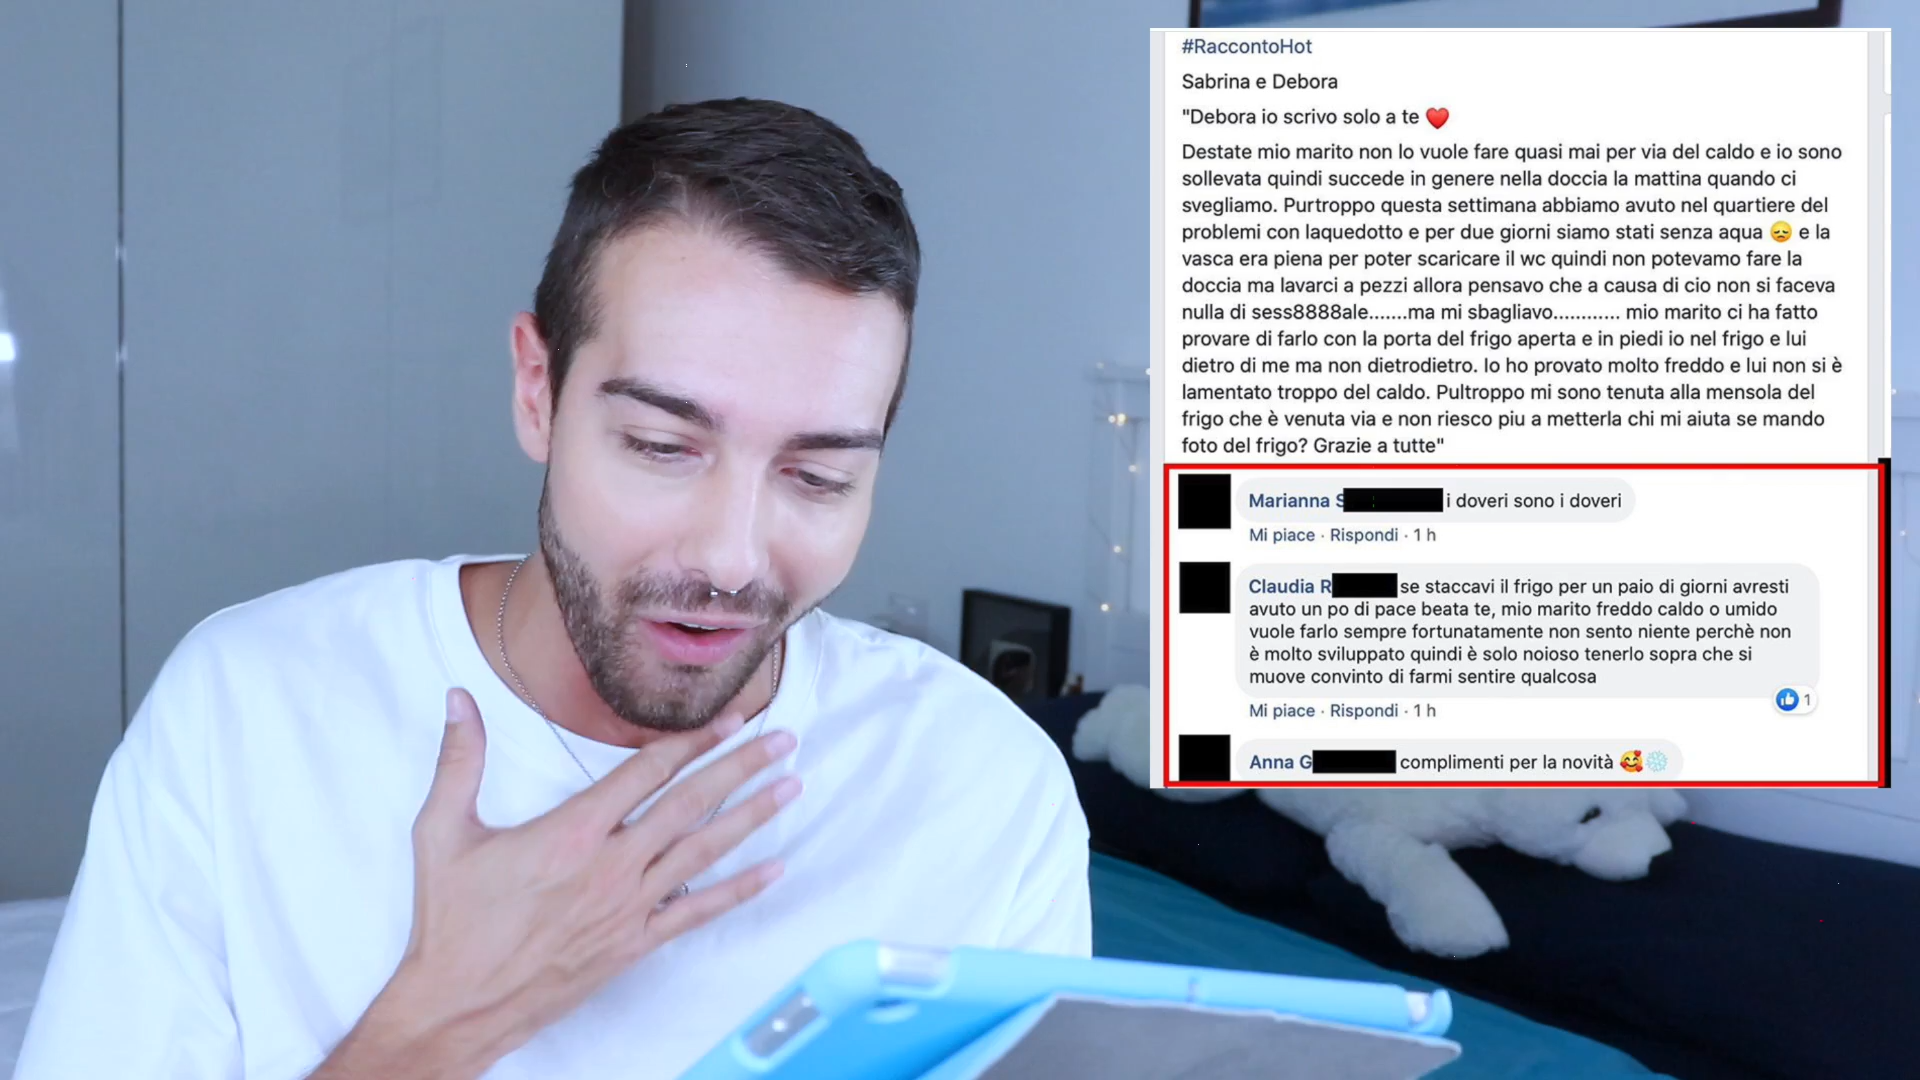 #RaccontoHot
Sabrina e Debora
"Debora io scrivo solo a te ❤️
Destate mio marito non lo vuole fare quasi mai per via del caldo e io sono
sollevata quindi succede in genere nella doccia la mattina quando ci
svegliamo. Purtroppo questa settimana abbiamo avuto nel quartiere del
problemi con laquedotto e per due giorni siamo stati senza aqua 😞 e la
vasca era piena per poter scaricare il wc quindi non potevamo fare la
doccia ma lavarci a pezzi allora pensavo che a causa di cio non si faceva
nulla di sess8888ale.......ma mi sbagliavo............ mio marito ci ha fatto
provare di farlo con la porta del frigo aperta e in piedi io nel frigo e lui
dietro di me ma non dietrodietro. Io ho provato molto freddo e lui non si è
lamentato troppo del caldo. Pultroppo mi sono tenuta alla mensola del
frigo che è venuta via e non riesco piu a metterla chi mi aiuta se mando
foto del frigo? Grazie a tutte"
Marianna S i doveri sono i doveri
Mi piace · Rispondi · 1 h
Claudia R se staccavi il frigo per un paio di giorni avresti
avuto un po di pace beata te, mio marito freddo caldo o umido
vuole farlo sempre fortunatamente non sento niente perchè non
è molto sviluppato quindi è solo noioso tenerlo sopra che si
muove convinto di farmi sentire qualcosa
1
Mi piace · Rispondi · 1 h
Anna G complimenti per la novità 🥰❄️